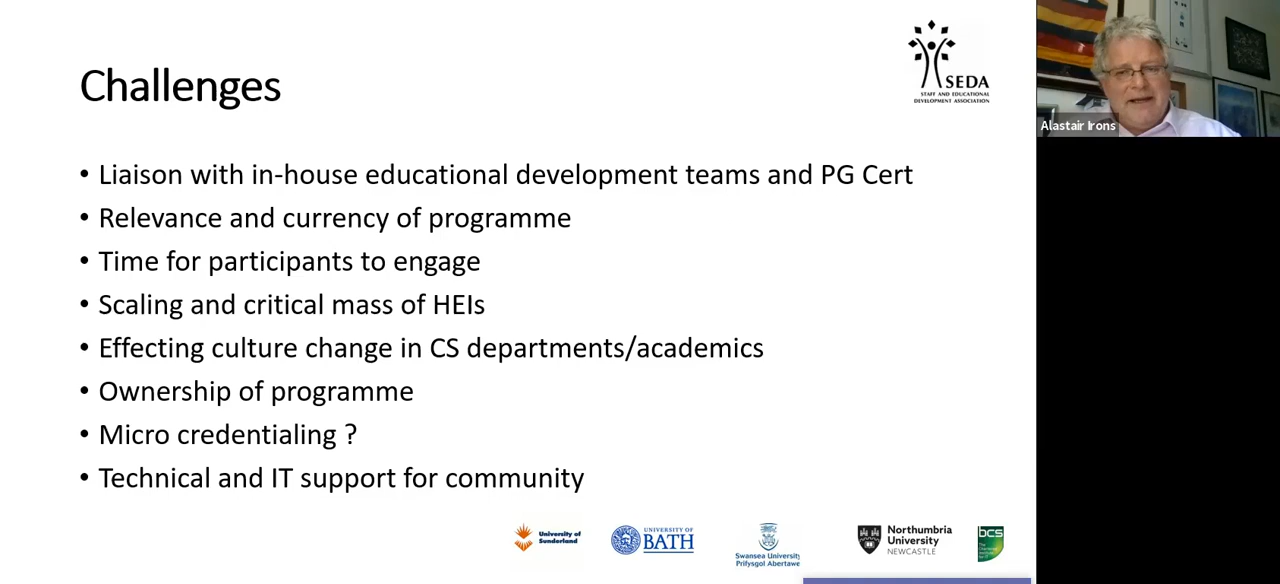 Challenges
SEDA
STAFF AND EDUCATIONAL
DEVELOPMENT ASSOCIATION
Alastair Irons
• Liaison with in-house educational development teams and PG Cert
• Relevance and currency of programme
• Time for participants to engage
• Scaling and critical mass of HEIs
• Effecting culture change in CS departments/academics
• Ownership of programme
• Micro credentialing ?
• Technical and IT support for community
University of
Sunderland
UNIVERSITY OF
BATH
Swansea University
Prifysgol Abertawe
Northumbria
University
NEWCASTLE
bcs